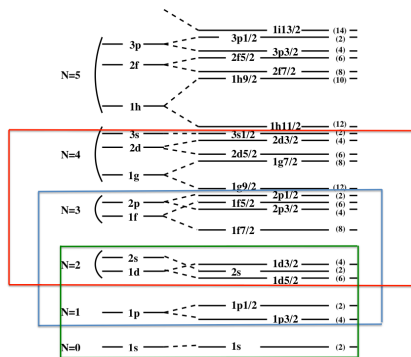 1i13/2 (14)
3p 3p1/2 (2)
3p3/2 (4)
2f 2f5/2 (6)
N=5 2f7/2 (8)
1h9/2 (10)
1h
1h11/2 (12)
3s 3s1/2 (2)
2d 2d3/2 (4)
N=4 2d5/2 (6)
1g 1g7/2 (8)
1g9/2 (12)
2p 2p1/2 (2)
N=3 1f5/2 (6)
1f 2p3/2 (4)
1f7/2 (8)
2s 1d3/2 (4)
N=2 1d 2s (2)
1d5/2 (6)
1p1/2 (2)
N=1 1p
1p3/2 (4)
N=0 1s 1s (2)